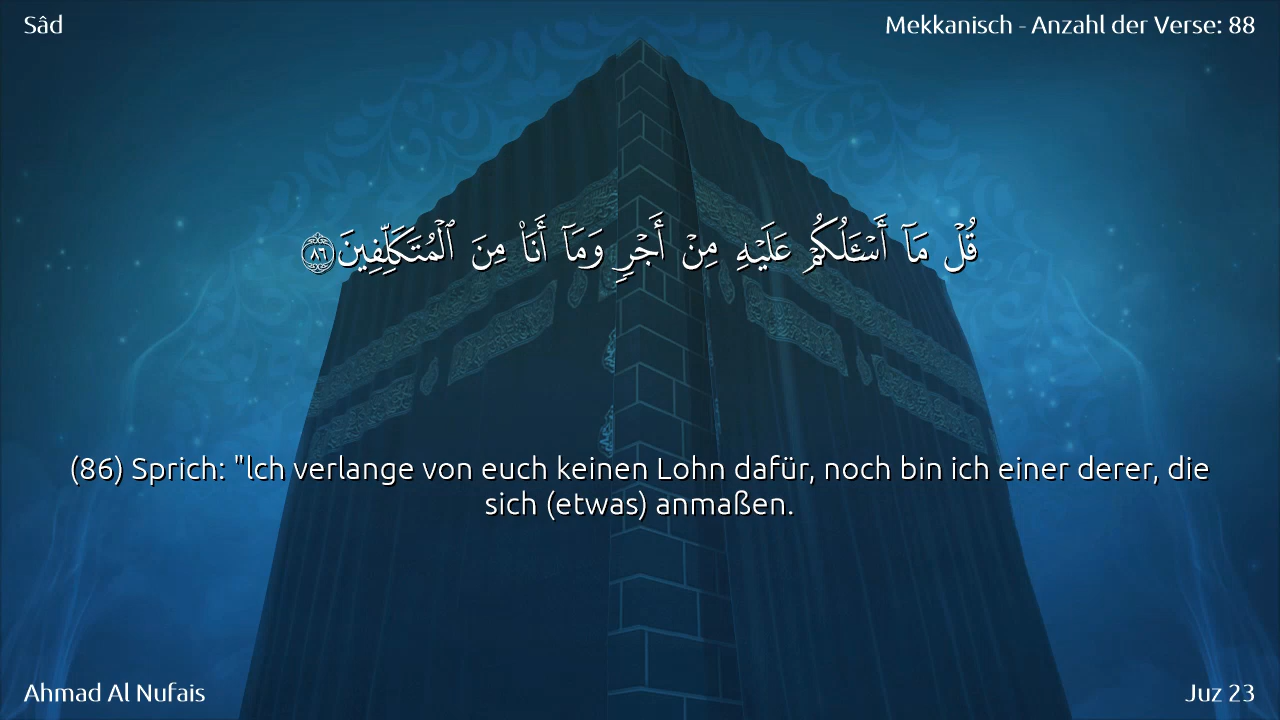 Sâd
Mekkanisch - Anzahl der Verse: 88
قُلْ مَآ أَسْـَٔلُكُمْ عَلَيْهِ مِنْ أَجْرٍ وَمَآ أَنَا۠ مِنَ ٱلْمُتَكَلِّفِينَ ٨٦
(86) Sprich: "lch verlange von euch keinen Lohn dafür, noch bin ich einer derer, die
sich (etwas) anmaßen.
Ahmad Al Nufais
Juz 23